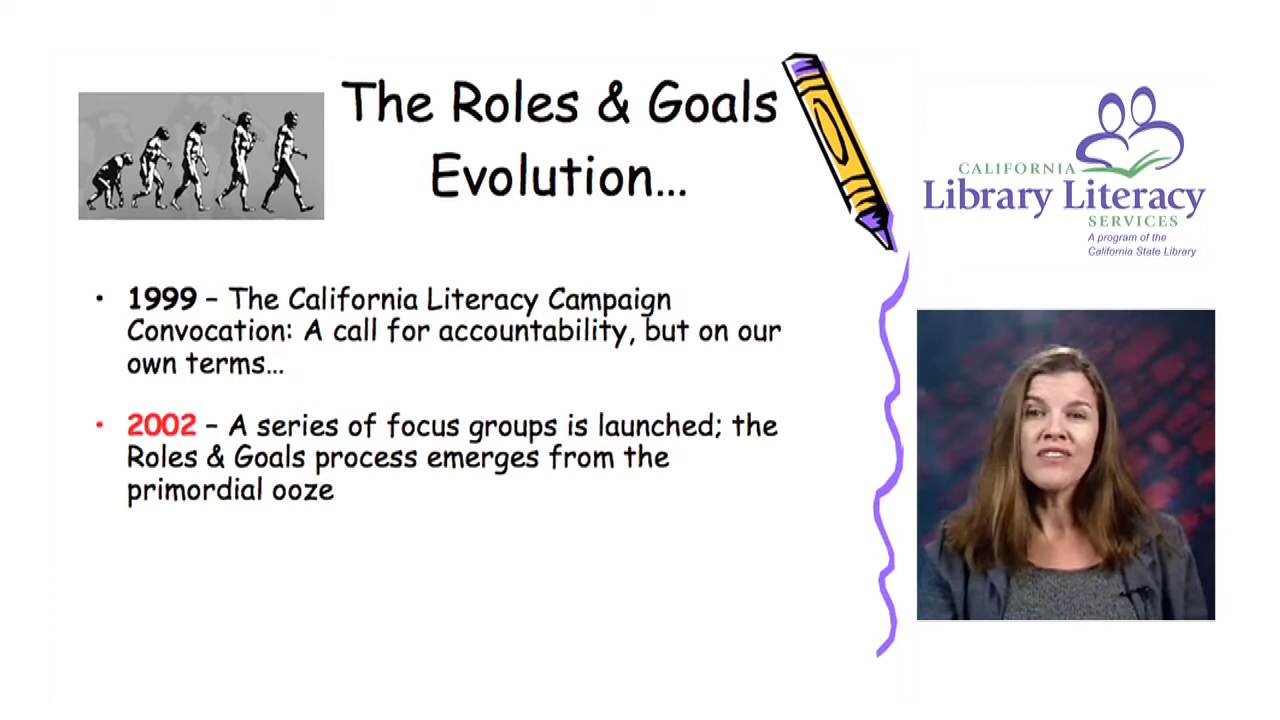 The Roles & Goals
Evolution...
CALIFORNIA
Library Literacy
SERVICES
A program of the
California State Library
• 1999 – The California Literacy Campaign
Convocation: A call for accountability, but on our
own terms...
• 2002 – A series of focus groups is launched; the
Roles & Goals process emerges from the
primordial ooze